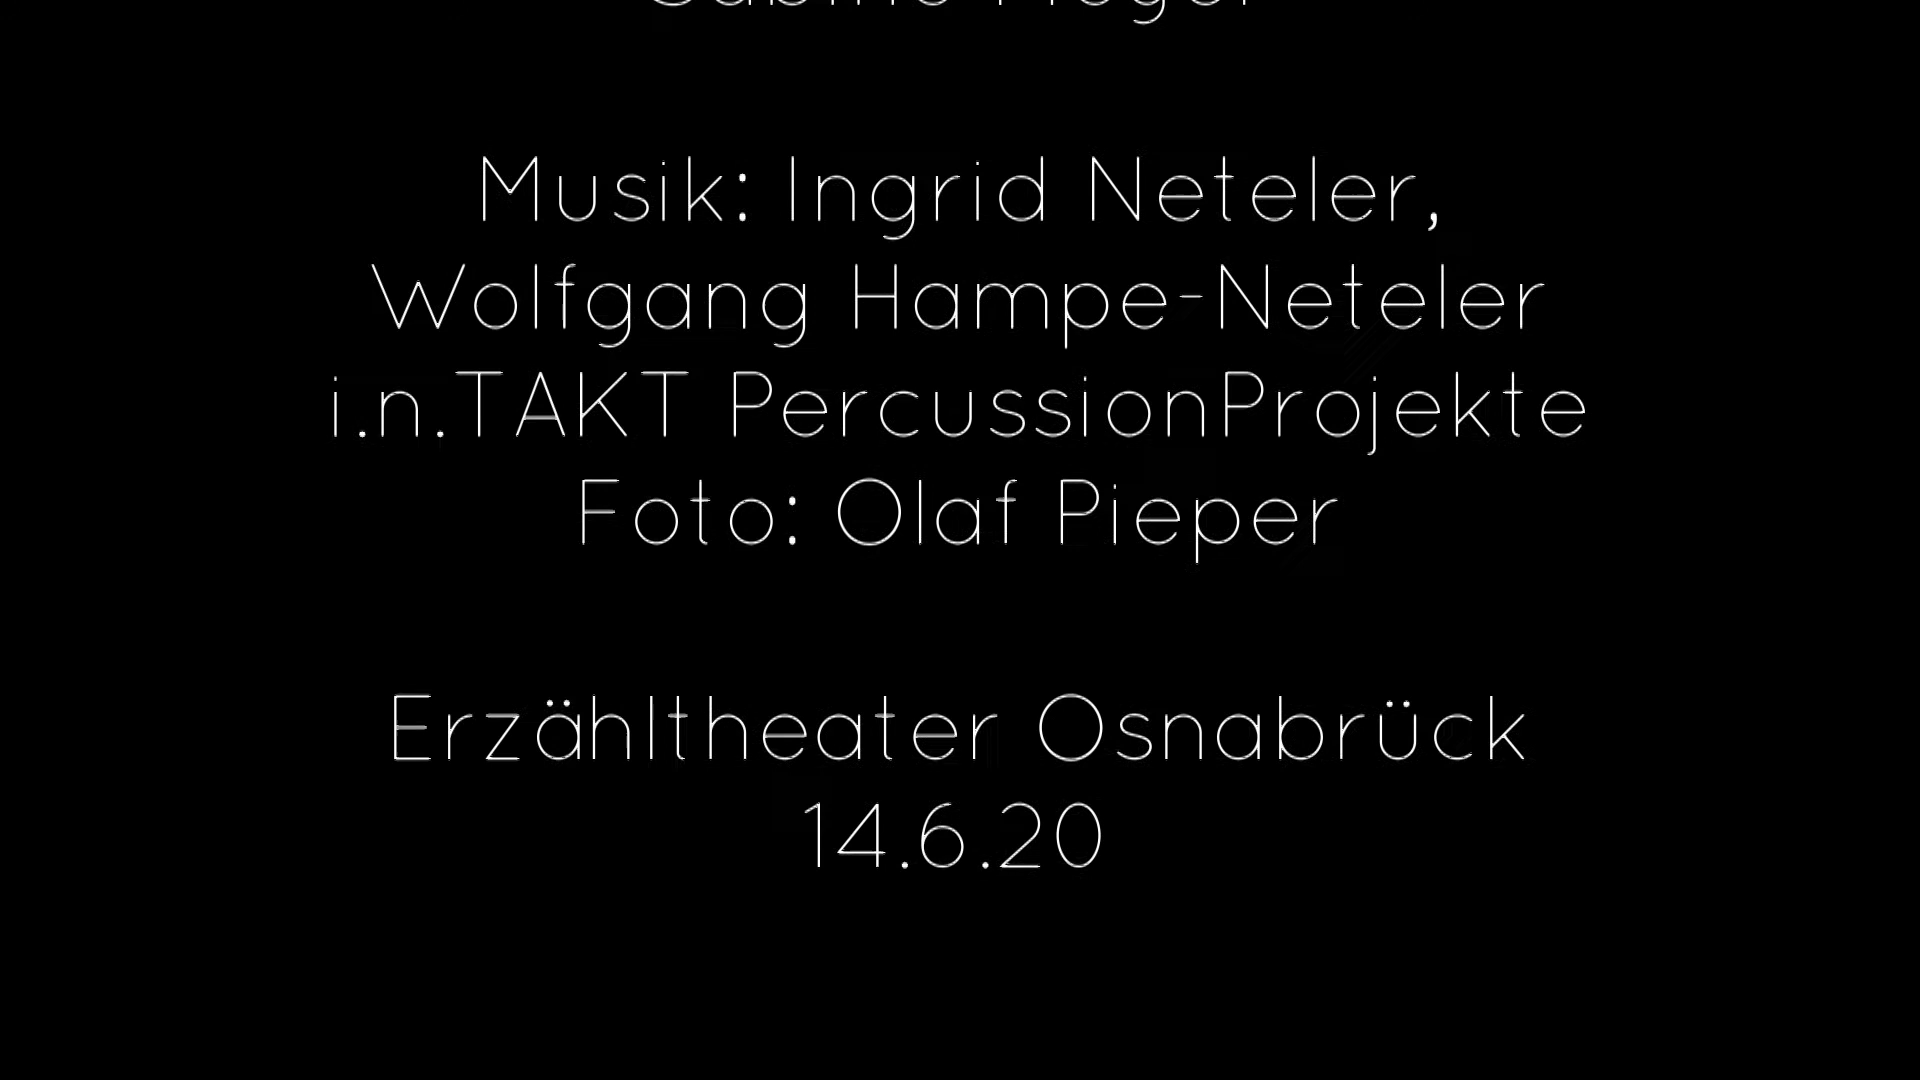 Musik: Ingrid Neteler,
Wolfgang Hampe-Neteler
i.n.TAKT PercussionProjekte
Foto: Olaf Pieper
Erzähltheater Osnabrück
14.6.20